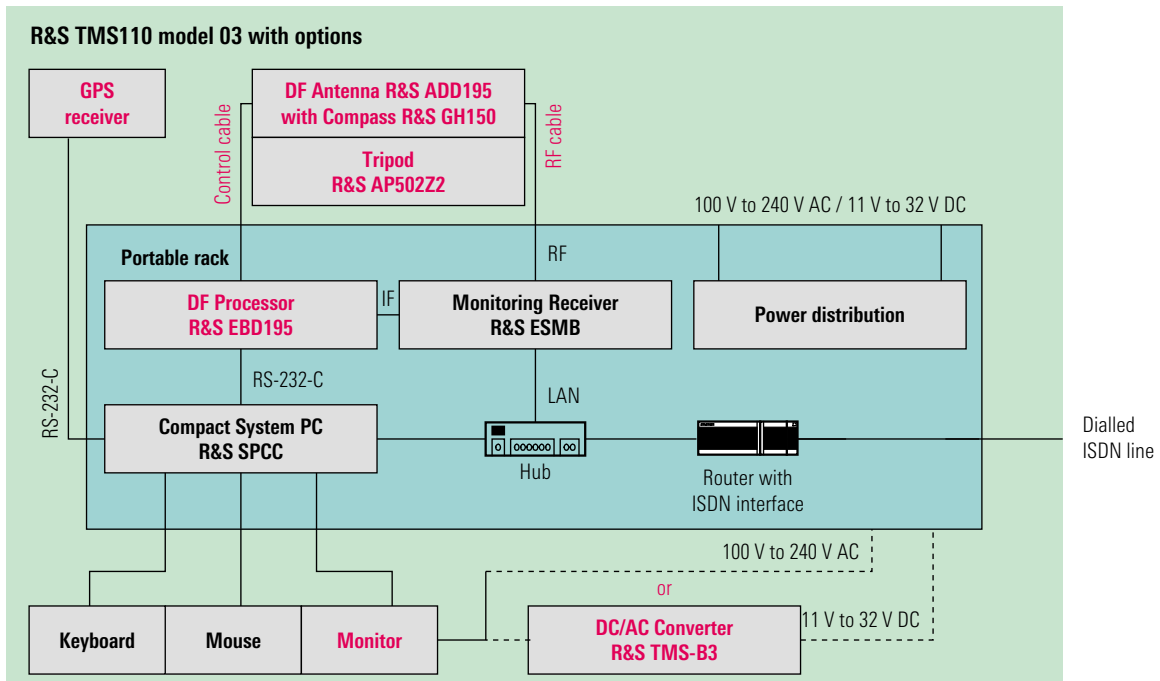 R&S TMS110 model 03 with options
GPS
receiver
Control cable
DF Antenna R&S ADD195
with Compass R&S GH150
Tripod
R&S AP502Z2
RF cable
100 V to 240 V AC / 11 V to 32 V DC
Portable rack
RF
DF Processor
R&S EBD195
IF
Monitoring Receiver
R&S ESMB
Power distribution
RS-232-C
RS-232-C
LAN
Compact System PC
R&S SPCC
Hub
Router with
ISDN interface
Dialled
ISDN line
100 V to 240 V AC
or
Keyboard
Mouse
Monitor
DC/AC Converter
R&S TMS-B3
11 V to 32 V DC